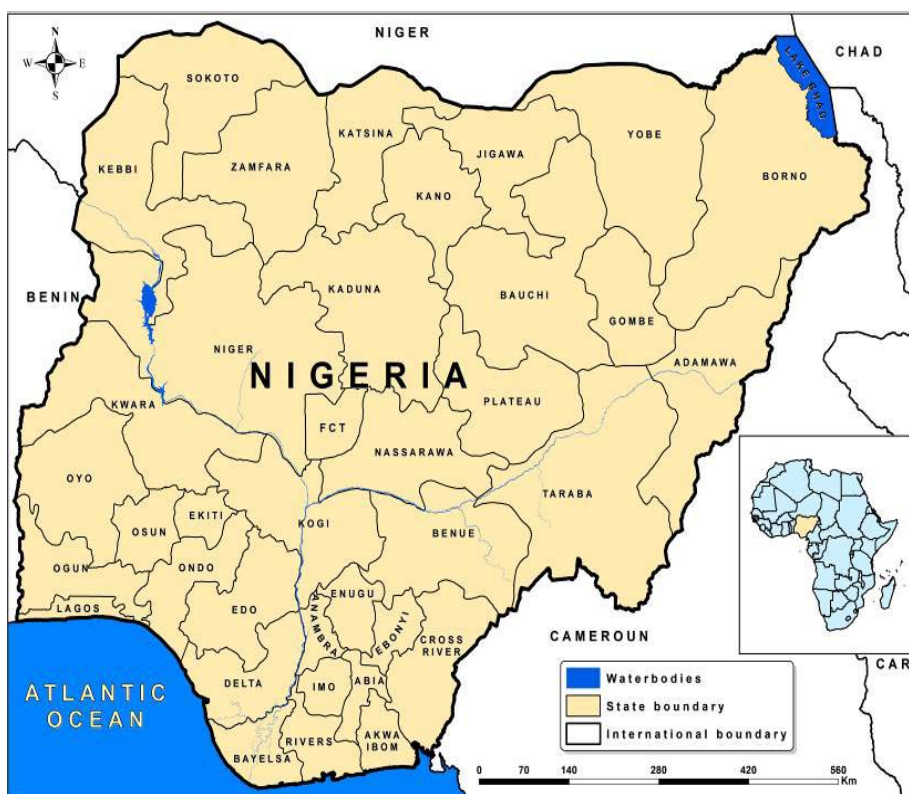 NIGER
CHAD
N
W E
S
LAKE CHAD
SOKOTO
KATSINA
YOBE
JIGAWA
KEBBI
ZAMFARA
KANO
BORNO
BENIN
KADUNA
BAUCHI
GOMBE
NIGER
NIGERIA
ADAMAWA
KWARA
PLATEAU
FCT
NASSARAWA
OYO
TARABA
OSUN
EKITI
KOGI
BENUE
OGUN
ONDO
LAGOS
EDO
ENUGU
ANAMBRA
EBONYI
CROSS
RIVER
CAMEROUN
CAR
ATLANTIC
OCEAN
DELTA
IMO
ABIA
RIVERS
AKWA
IBOM
BAYELSA
Waterbodies
State boundary
International boundary
0 70 140 280 420 560
Km